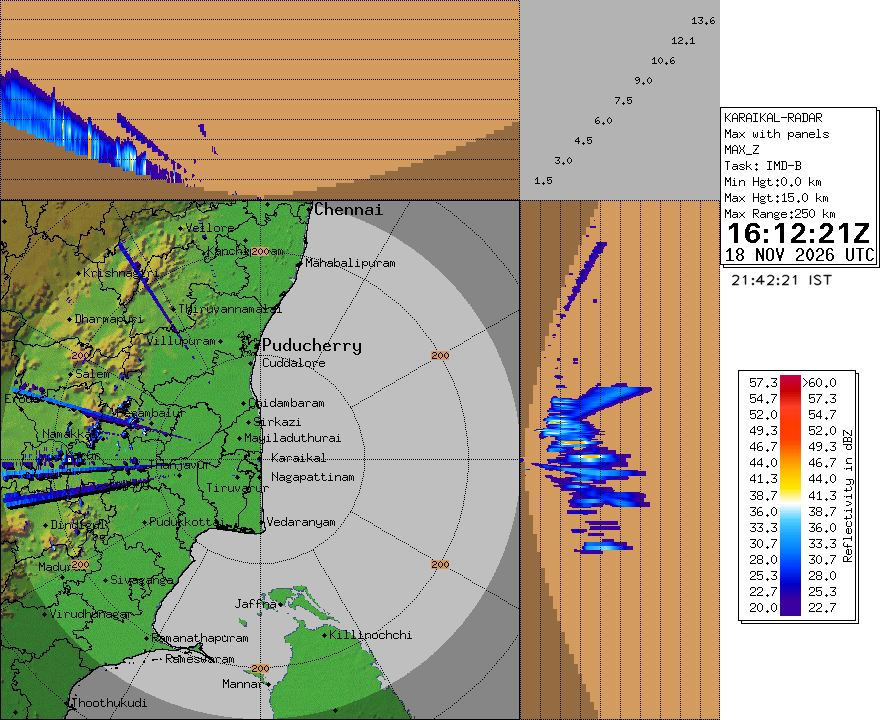 13.6
12.1
10.6
9.0
7.5
6.0
4.5
3.0
1.5
KARAIKAL-RADAR
Max with panels
MAX_Z
Task: IMD-B
Min Hgt:0.0 km
Max Hgt:15.0 km
Max Range:250 km
16:12:21Z
18 NOV 2026 UTC
21:42:21 IST
Chennai
Vellore
200
Mahabalipuram
Krishnagiri
Thiruvannamalai
Dharmapuri
Villupuram
Puducherry
200
200
Cuddalore
Salem
Chidambaram
Perambalur
Sirkazi
Namakkal
Mayiladuthurai
Karaikal
Nagapattinam
Tiruvarur
Pudukkottai
Vedaranyam
Dindigul
200
200
Sivaganga
Jaffna
Virudhunagar
Killinochchi
Ramanathapuram
Rameswaram
200
Mannar
Thoothukudi
57.3 >60.0
54.7 57.3
52.0 54.7
49.3 52.0
46.7 49.3
44.0 46.7
41.3 44.0
38.7 41.3
36.0 38.7
33.3 36.0
30.7 33.3
28.0 30.7
25.3 28.0
22.7 25.3
20.0 22.7
Reflectivity in dBZ